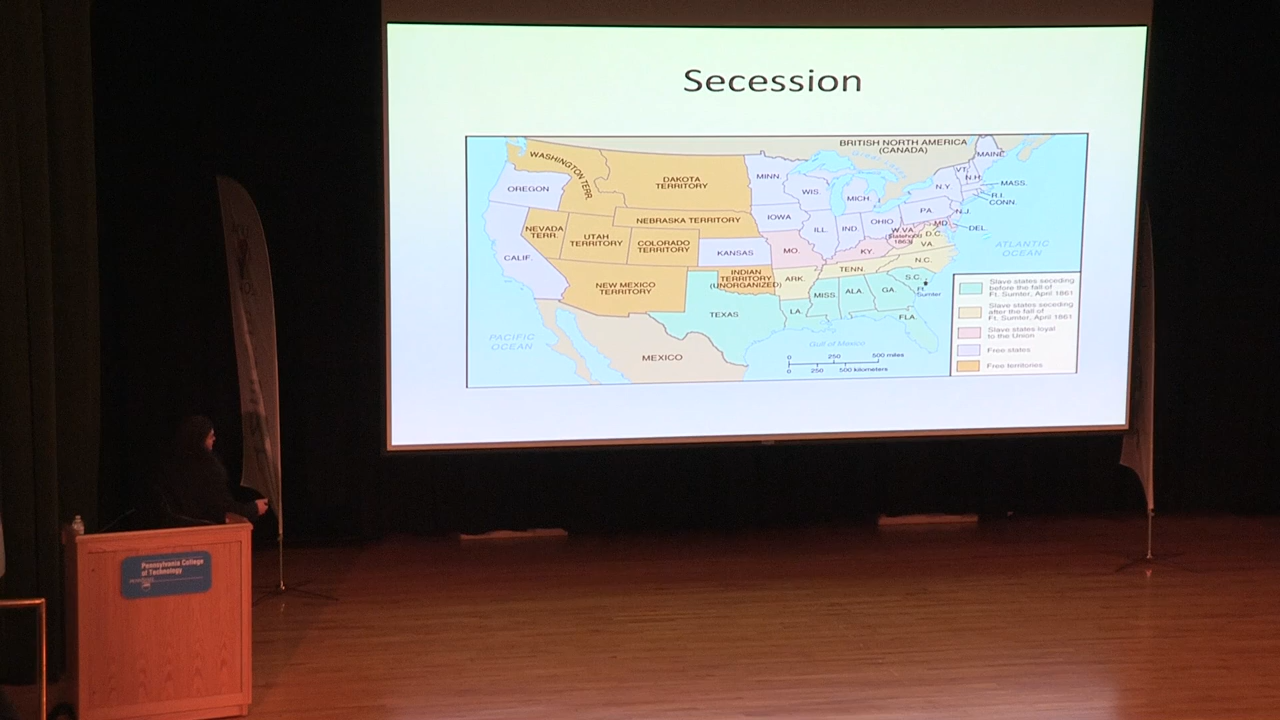 Secession
BRITISH NORTH AMERICA
(CANADA)
WASHINGTON TERR.
DAKOTA
TERRITORY
MINN.
MAINE
VT.
N.H.
OREGON
WIS.
MICH.
N.Y.
MASS.
R.I.
CONN.
NEBRASKA TERRITORY
IOWA
PA.
N.J.
NEVADA
TERR.
UTAH
TERRITORY
COLORADO
TERRITORY
ILL.
IND.
OHIO
MD.
DEL.
W.VA.
(Statehood
1863)
D.C.
VA.
CALIF.
KANSAS
MO.
KY.
ATLANTIC
OCEAN
N.C.
TENN.
NEW MEXICO
TERRITORY
INDIAN
TERRITORY
(UNORGANIZED)
ARK.
S.C.
Ft.
Sumter
MISS.
ALA.
GA.
TEXAS
LA.
FLA.
PACIFIC
OCEAN
MEXICO
Gulf of Mexico
0 250 500 miles
0 250 500 kilometers
Slave states seceding
before the fall of
Ft. Sumter, April 1861
Slave states seceding
after the fall of
Ft. Sumter, April 1861
Slave states loyal
to the Union
Free states
Free territories
Pennsylvania College
of Technology